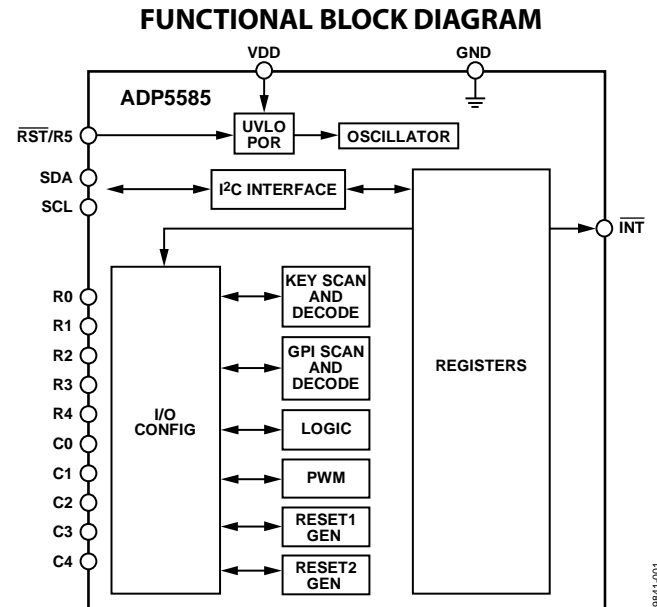 FUNCTIONAL BLOCK DIAGRAM
VDD
GND
ADP5585
RST/R5
UVLO
POR
OSCILLATOR
SDA
SCL
I2C INTERFACE
INT
R0
R1
R2
R3
R4
C0
C1
C2
C3
C4
I/O
CONFIG
KEY SCAN
AND
DECODE
GPI SCAN
AND
DECODE
LOGIC
PWM
RESET1
GEN
RESET2
GEN
REGISTERS
9841-001